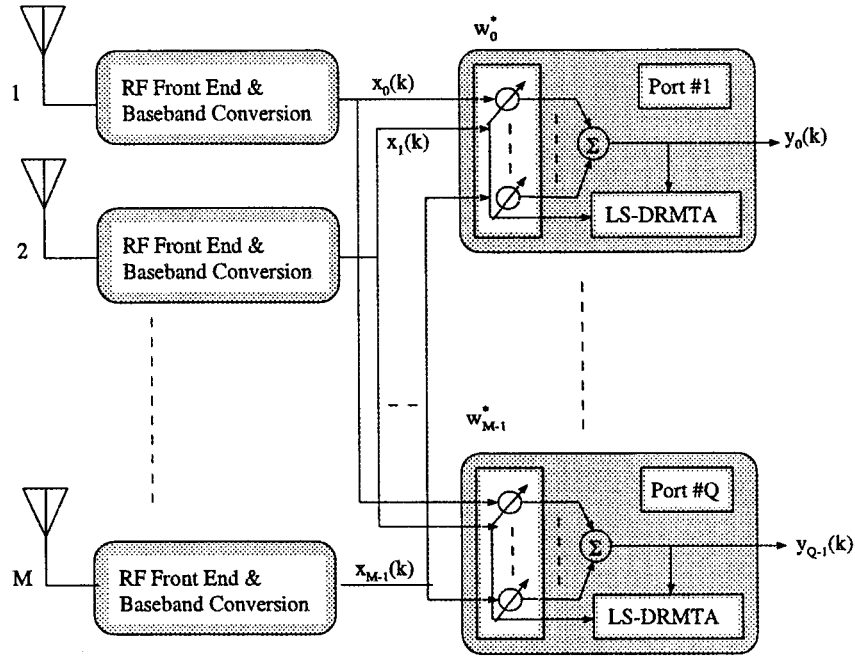 w*0
1
RF Front End &
Baseband Conversion
x0(k)
Port #1
x1(k)
Σ
y0(k)
LS-DRMTA
2
RF Front End &
Baseband Conversion
w*M-1
Port #Q
Σ
yQ-1(k)
LS-DRMTA
M
RF Front End &
Baseband Conversion
xM-1(k)